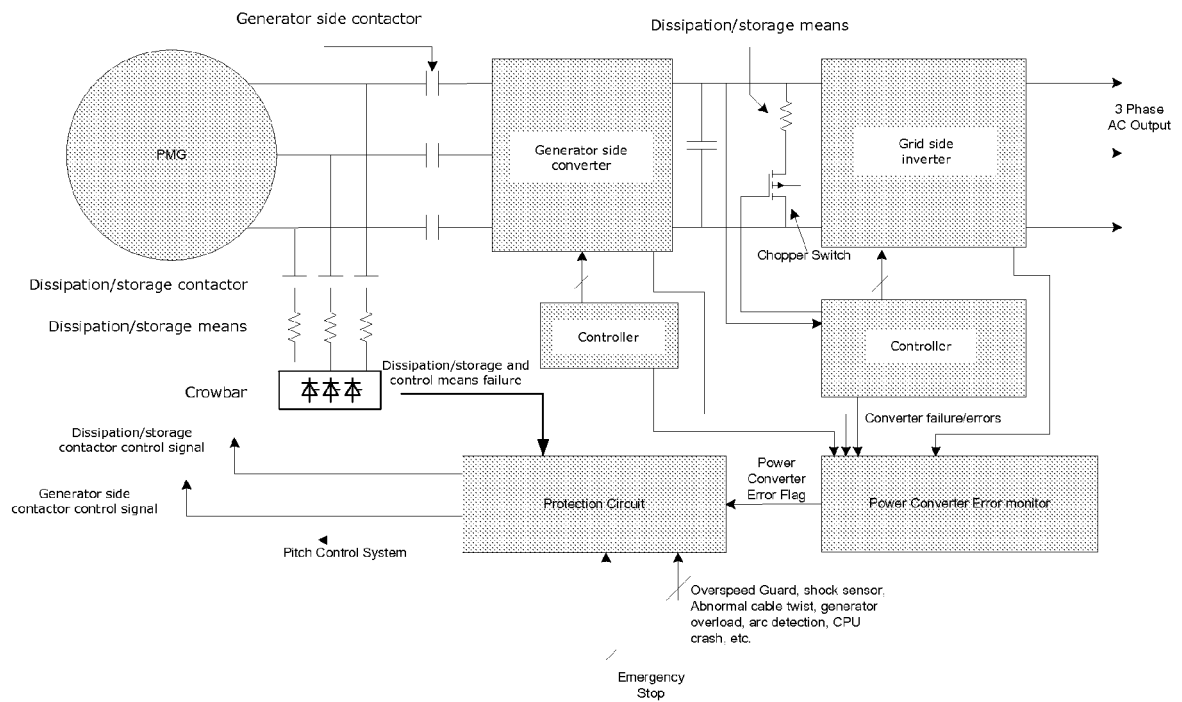 Generator side contactor
Dissipation/storage means
PMG
Generator side
converter
Grid side
inverter
3 Phase
AC Output
Chopper Switch
Dissipation/storage contactor
Dissipation/storage means
Controller
Controller
Crowbar
Dissipation/storage and
control means failure
Converter failure/errors
Dissipation/storage
contactor control signal
Generator side
contactor control signal
Power
Converter
Error Flag
Protection Circuit
Power Converter Error monitor
Pitch Control System
Overspeed Guard, shock sensor,
Abnormal cable twist, generator
overload, arc detection, CPU
crash, etc.
Emergency
Stop